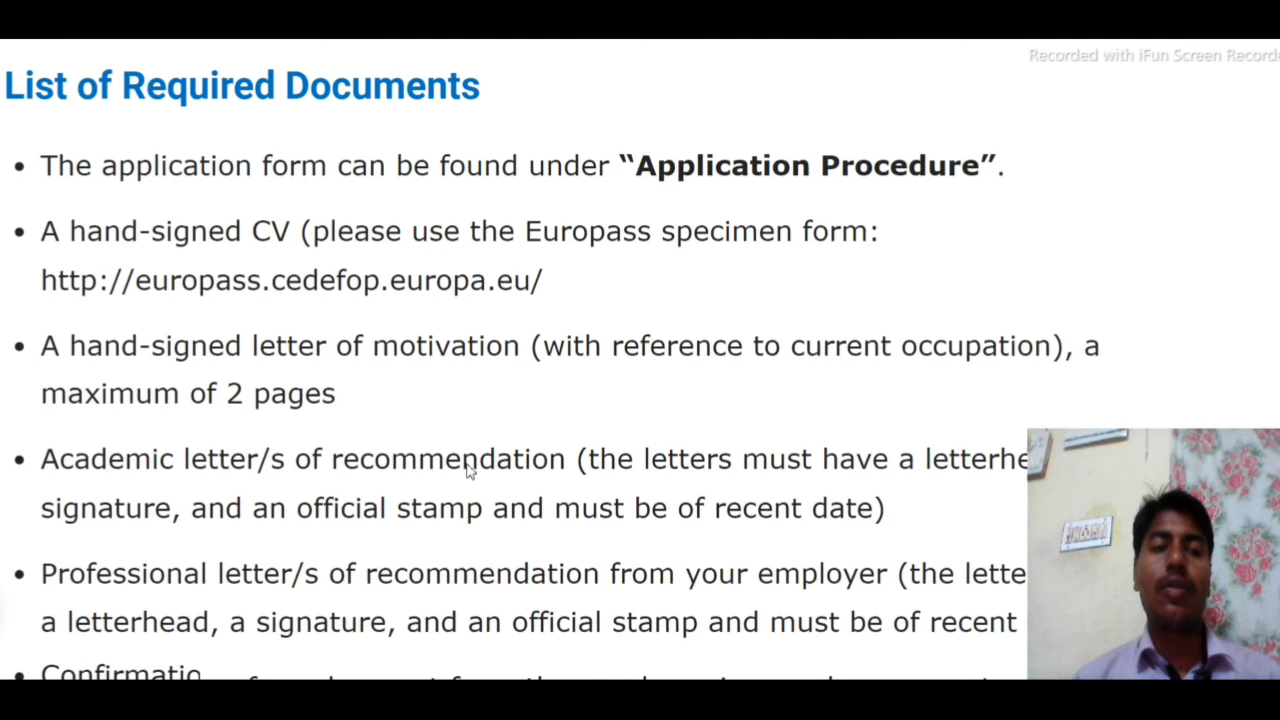 Recorded with iFun Screen Recorde
List of Required Documents
• The application form can be found under “Application Procedure”.
• A hand-signed CV (please use the Europass specimen form:
http://europass.cedefop.europa.eu/
• A hand-signed letter of motivation (with reference to current occupation), a
maximum of 2 pages
• Academic letter/s of recommendation (the letters must have a letterhe
signature, and an official stamp and must be of recent date)
• Professional letter/s of recommendation from your employer (the lette
a letterhead, a signature, and an official stamp and must be of recent
• Confirmatio